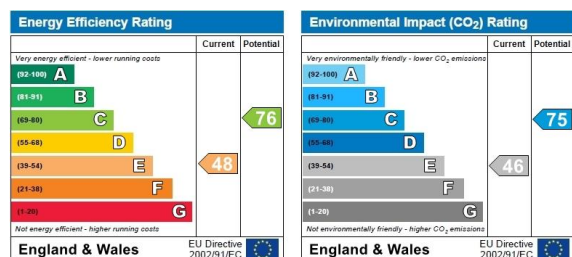 Energy Efficiency Rating
Current Potential
Very energy efficient - lower running costs
(92-100) A
(81-91) B
(69-80) C
(55-68) D
(39-54) E
(21-38) F
(1-20) G
48
76
Not energy efficient - higher running costs
England & Wales
EU Directive
2002/91/EC
Environmental Impact (CO2) Rating
Current Potential
Very environmentally friendly - lower CO2 emissions
(92-100) A
(81-91) B
(69-80) C
(55-68) D
(39-54) E
(21-38) F
(1-20) G
46
75
Not environmentally friendly - higher CO2 emissions
England & Wales
EU Directive
2002/91/EC